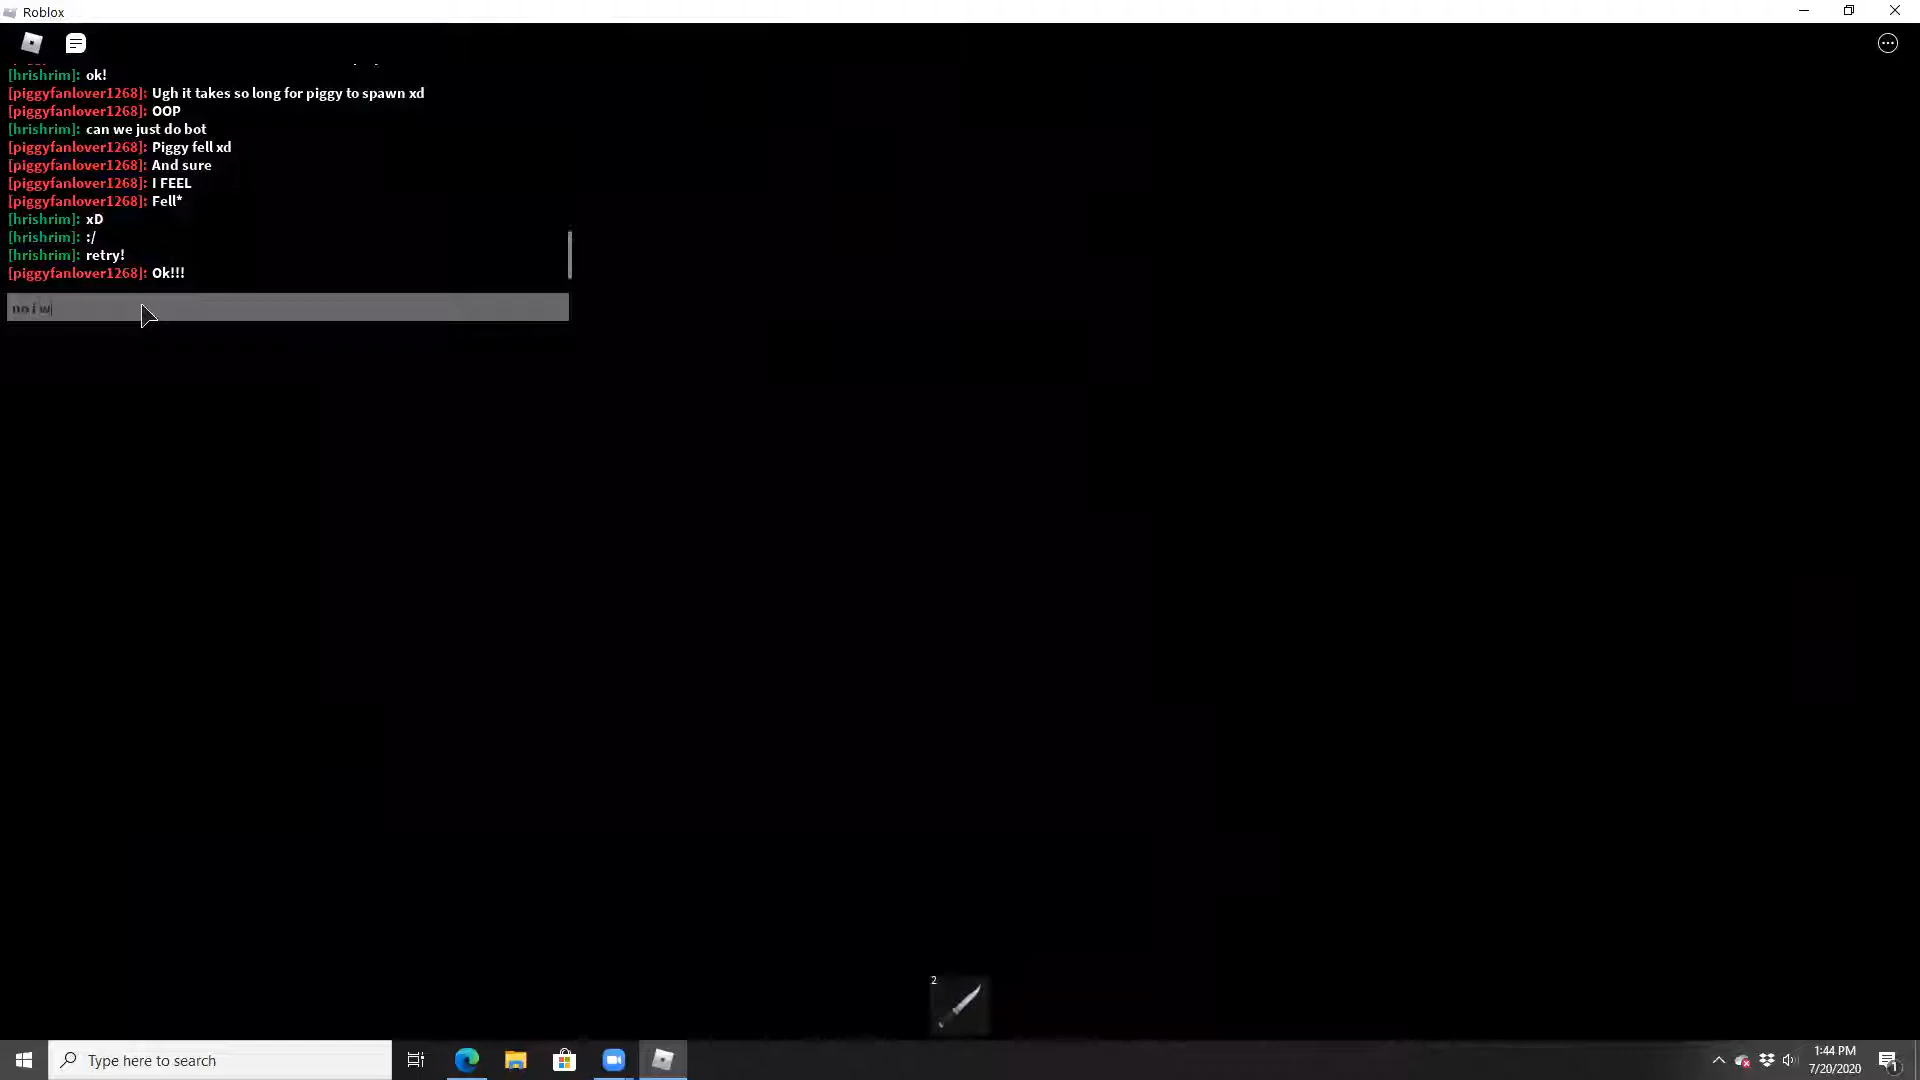 Roblox
[hrishrim]: ok!
[piggyfanlover1268]: Ugh it takes so long for piggy to spawn xd
[piggyfanlover1268]: OOP
[hrishrim]: can we just do bot
[piggyfanlover1268]: Piggy fell xd
[piggyfanlover1268]: And sure
[piggyfanlover1268]: I FEEL
[piggyfanlover1268]: Fell*
[hrishrim]: xD
[hrishrim]: :/
[hrishrim]: retry!
[piggyfanlover1268]: Ok!!!
no i w
2
Type here to search
1:44 PM
7/20/2020
1